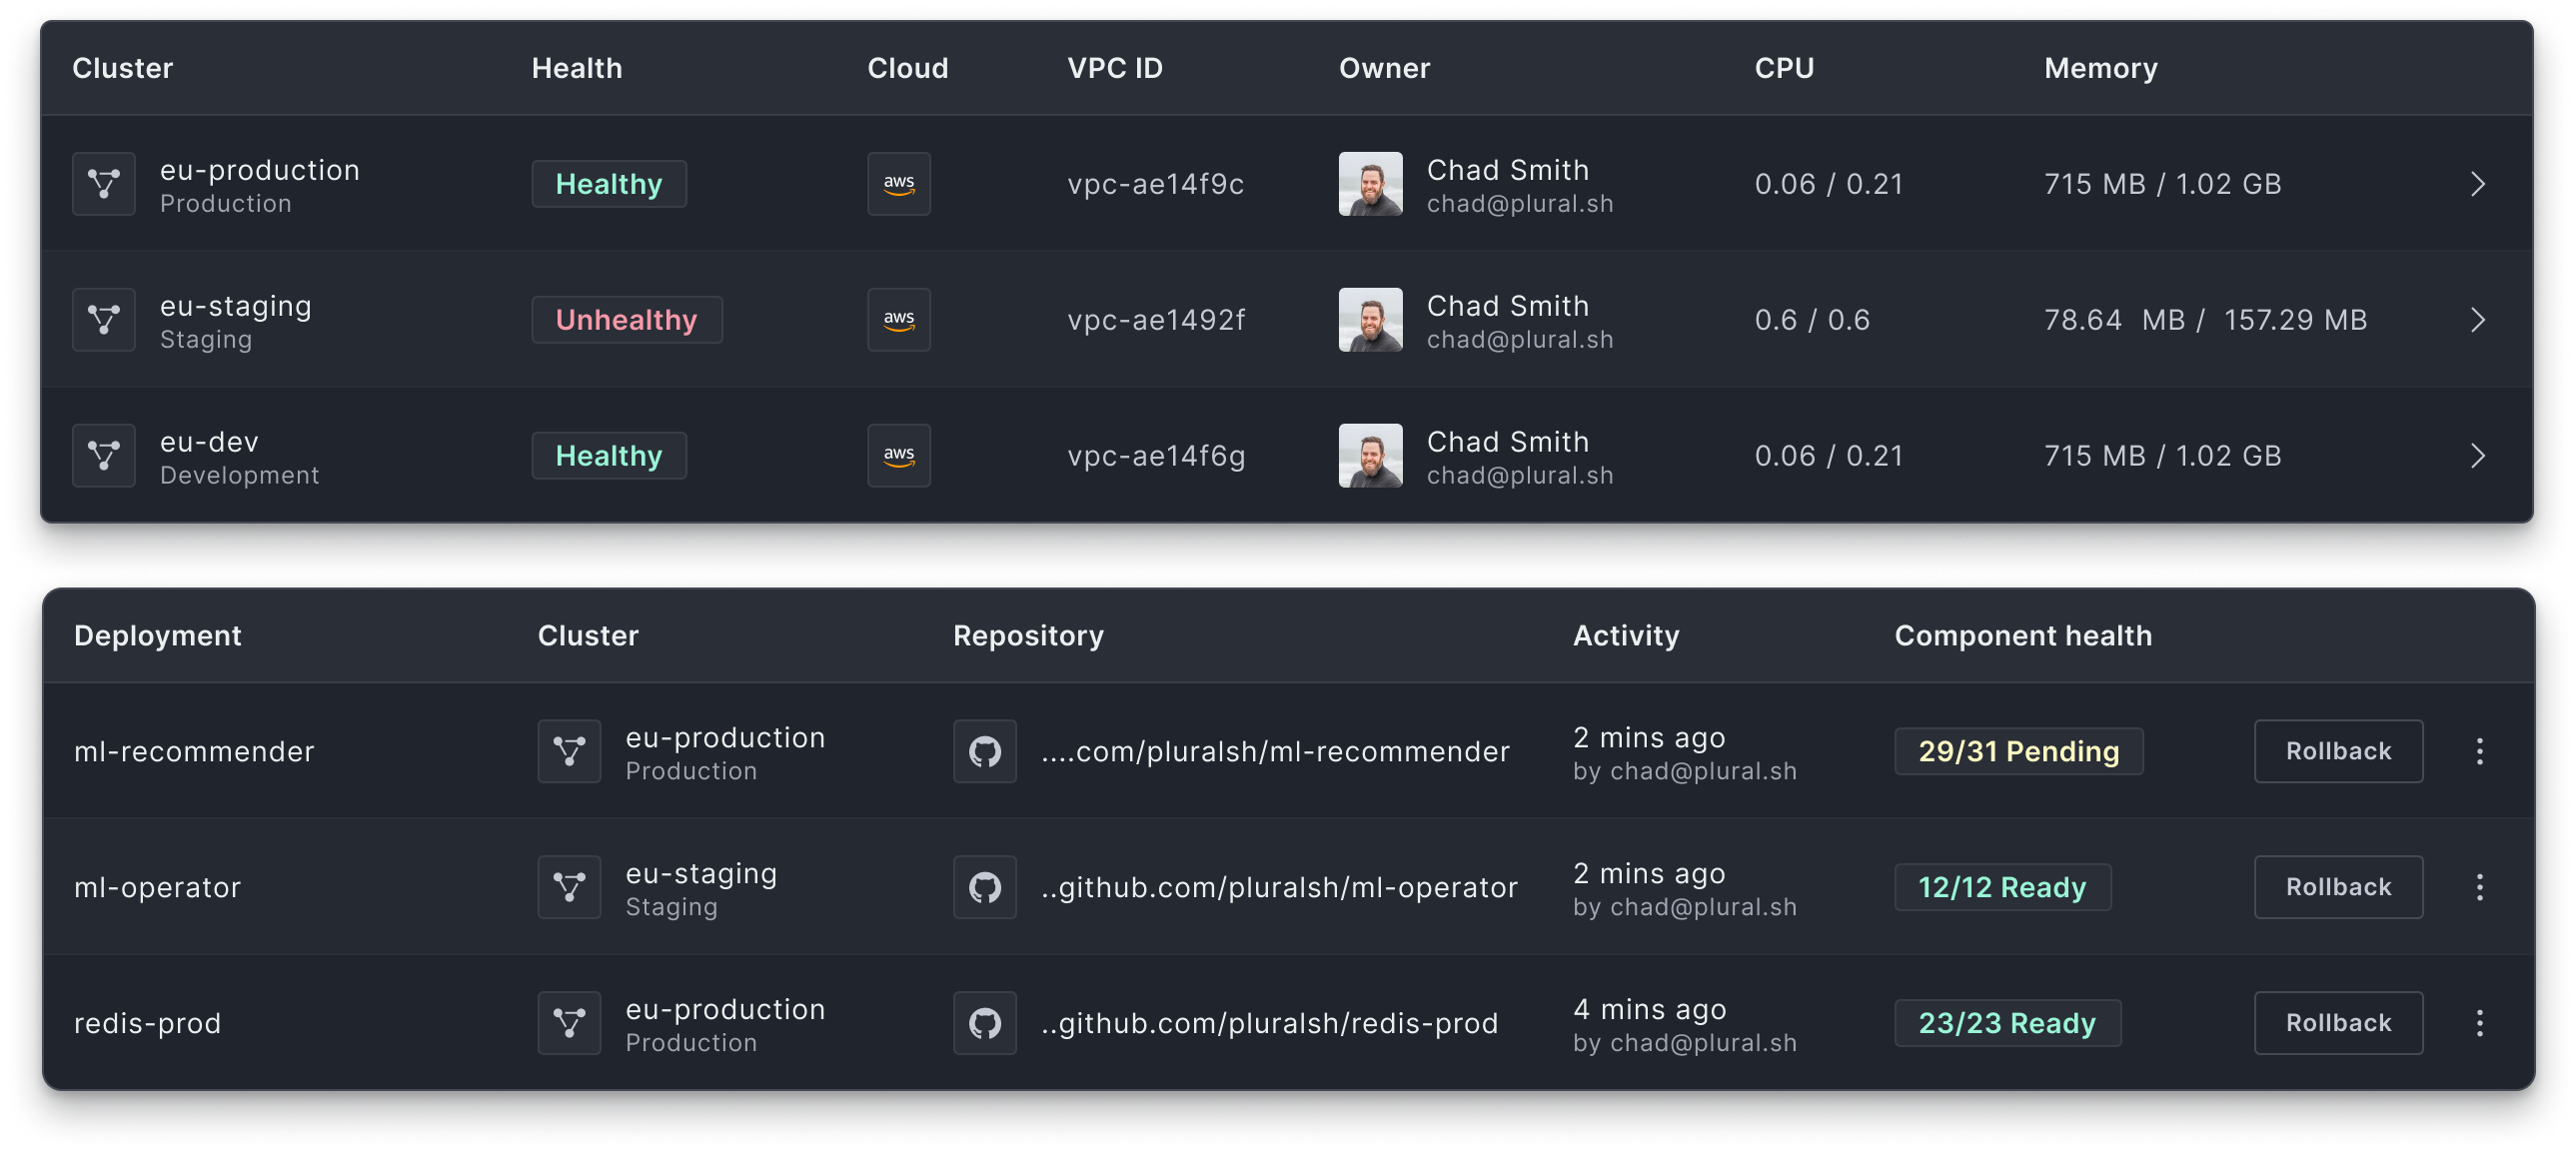 Cluster Health Cloud VPC ID Owner CPU Memory
eu-production
Production
Healthy
aws
vpc-ae14f9c
Chad Smith
chad@plural.sh
0.06 / 0.21
715 MB / 1.02 GB
eu-staging
Staging
Unhealthy
aws
vpc-ae1492f
Chad Smith
chad@plural.sh
0.6 / 0.6
78.64 MB / 157.29 MB
eu-dev
Development
Healthy
aws
vpc-ae14f6g
Chad Smith
chad@plural.sh
0.06 / 0.21
715 MB / 1.02 GB
Deployment Cluster Repository Activity Component health
ml-recommender
eu-production
Production
....com/pluralsh/ml-recommender
2 mins ago
by chad@plural.sh
29/31 Pending
Rollback
ml-operator
eu-staging
Staging
..github.com/pluralsh/ml-operator
2 mins ago
by chad@plural.sh
12/12 Ready
Rollback
redis-prod
eu-production
Production
..github.com/pluralsh/redis-prod
4 mins ago
by chad@plural.sh
23/23 Ready
Rollback